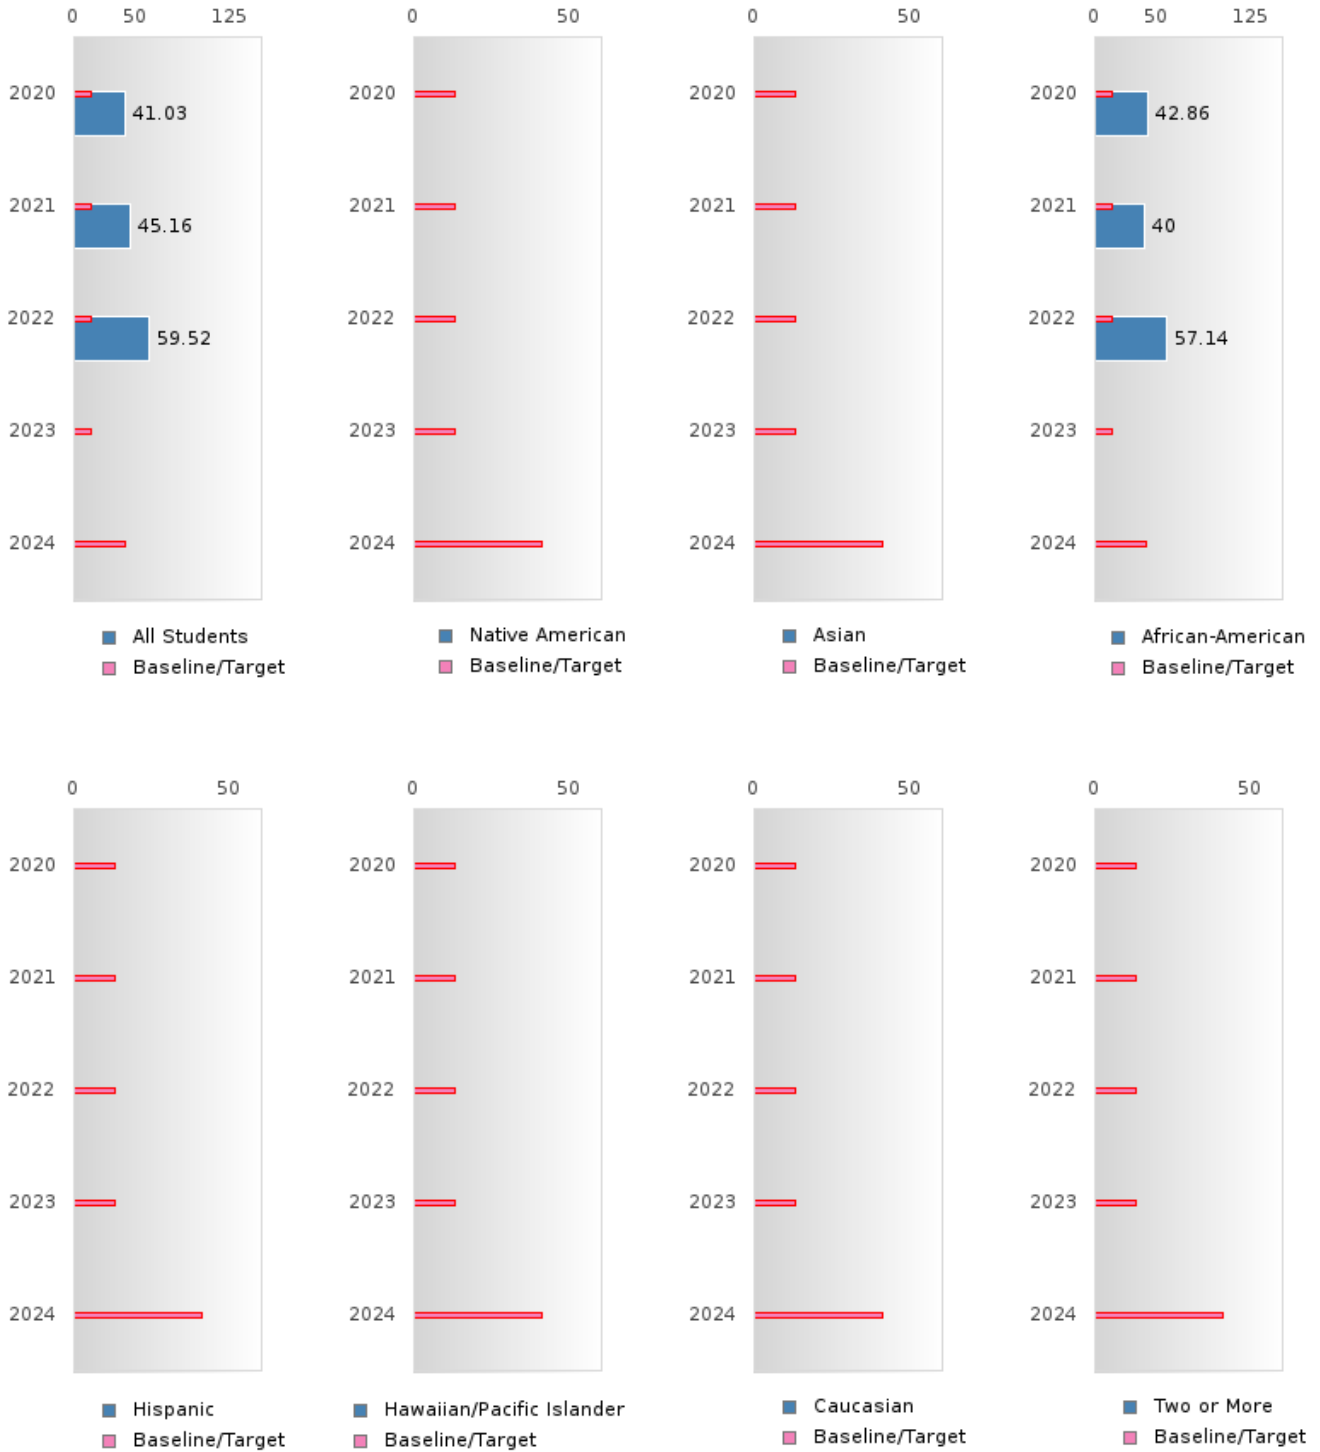 0 50 125
2020
41.03
2021
45.16
2022
59.52
2023
2024
All Students
Baseline/Target
0 50
2020
2021
2022
2023
2024
Native American
Baseline/Target
0 50
2020
2021
2022
2023
2024
Asian
Baseline/Target
0 50 125
2020
42.86
2021
40
2022
57.14
2023
2024
African-American
Baseline/Target
0 50
2020
2021
2022
2023
2024
Hispanic
Baseline/Target
0 50
2020
2021
2022
2023
2024
Hawaiian/Pacific Islander
Baseline/Target
0 50
2020
2021
2022
2023
2024
Caucasian
Baseline/Target
0 50
2020
2021
2022
2023
2024
Two or More
Baseline/Target